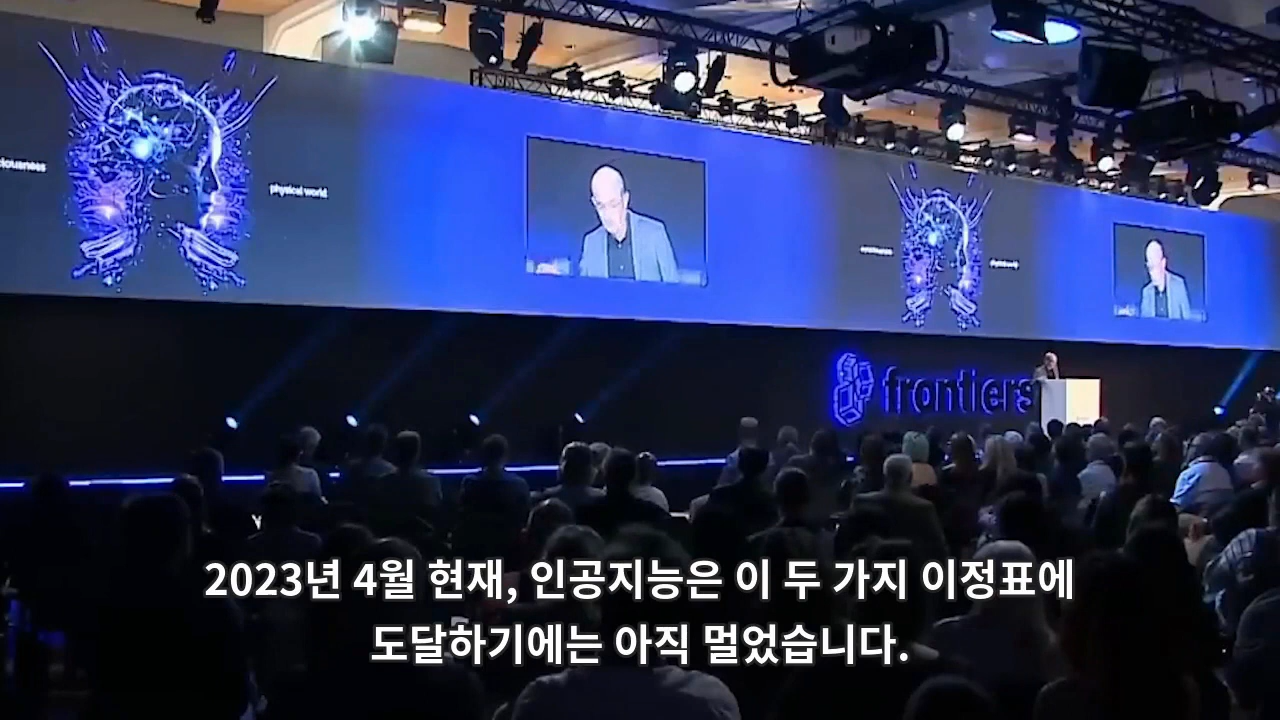 physical world
frontiers
2023년 4월 현재, 인공지능은 이 두 가지 이정표에
도달하기에는 아직 멀었습니다.